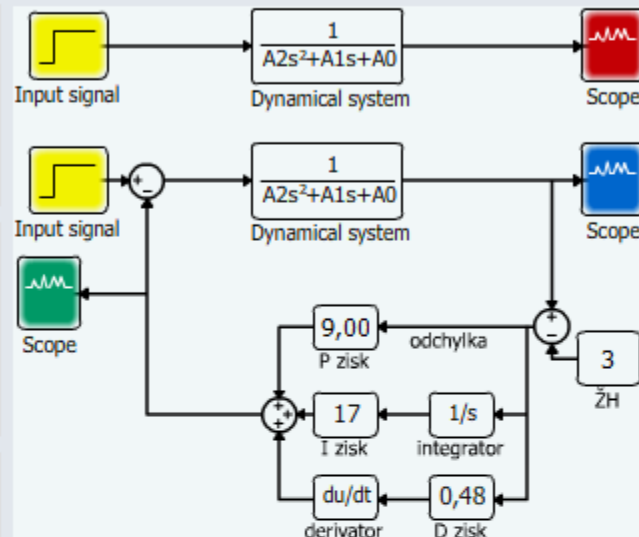 1
A2s²+A1s+A0
Input signal
Dynamical system
Scope
+
−
1
A2s²+A1s+A0
Input signal
Dynamical system
Scope
Scope
9,00
P zisk
odchylka
+
−
3
ŽH
+
+
+
17
I zisk
1/s
integrator
du/dt
derivator
0,48
D zisk